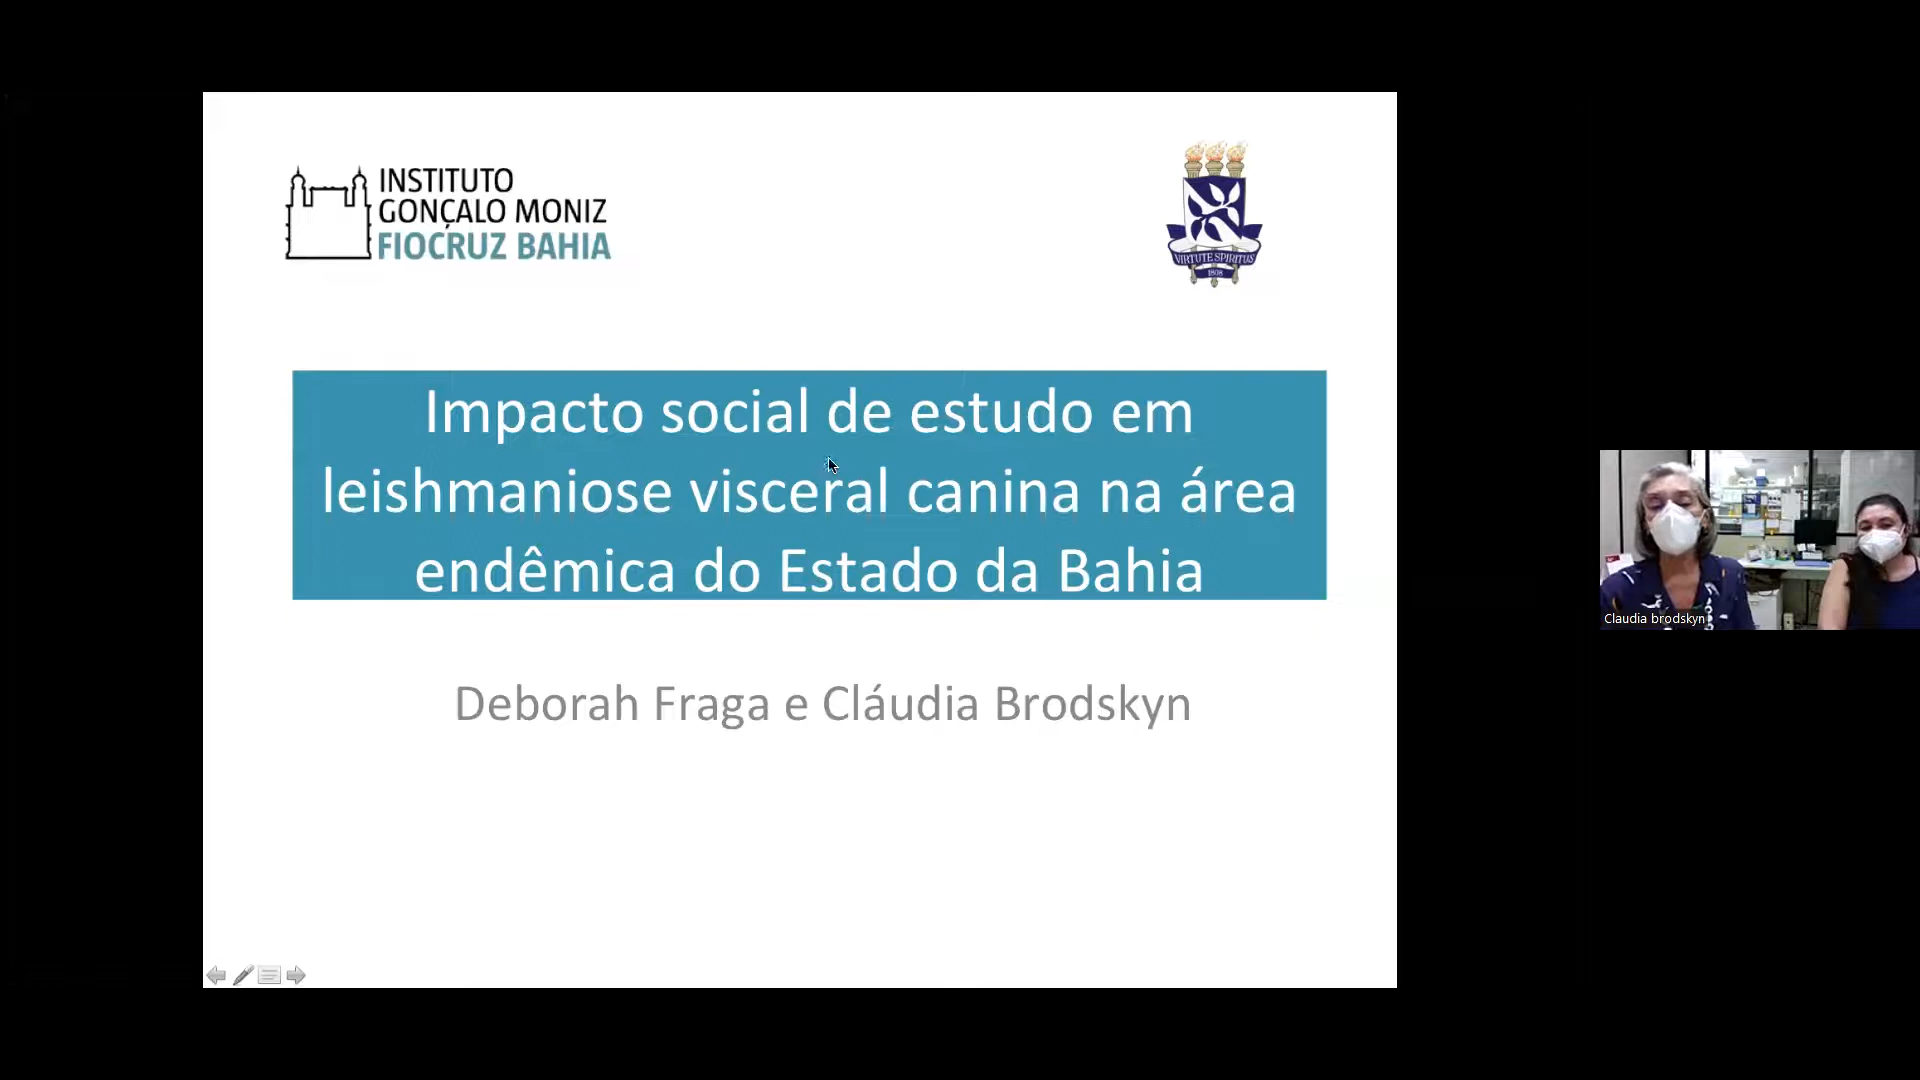 INSTITUTO
GONÇALO MONIZ
FIOCRUZ BAHIA
VIRTUTE SPIRITUS
1808
Impacto social de estudo em
leishmaniose visceral canina na área
endêmica do Estado da Bahia
Deborah Fraga e Cláudia Brodskyn
Claudia brodskyn